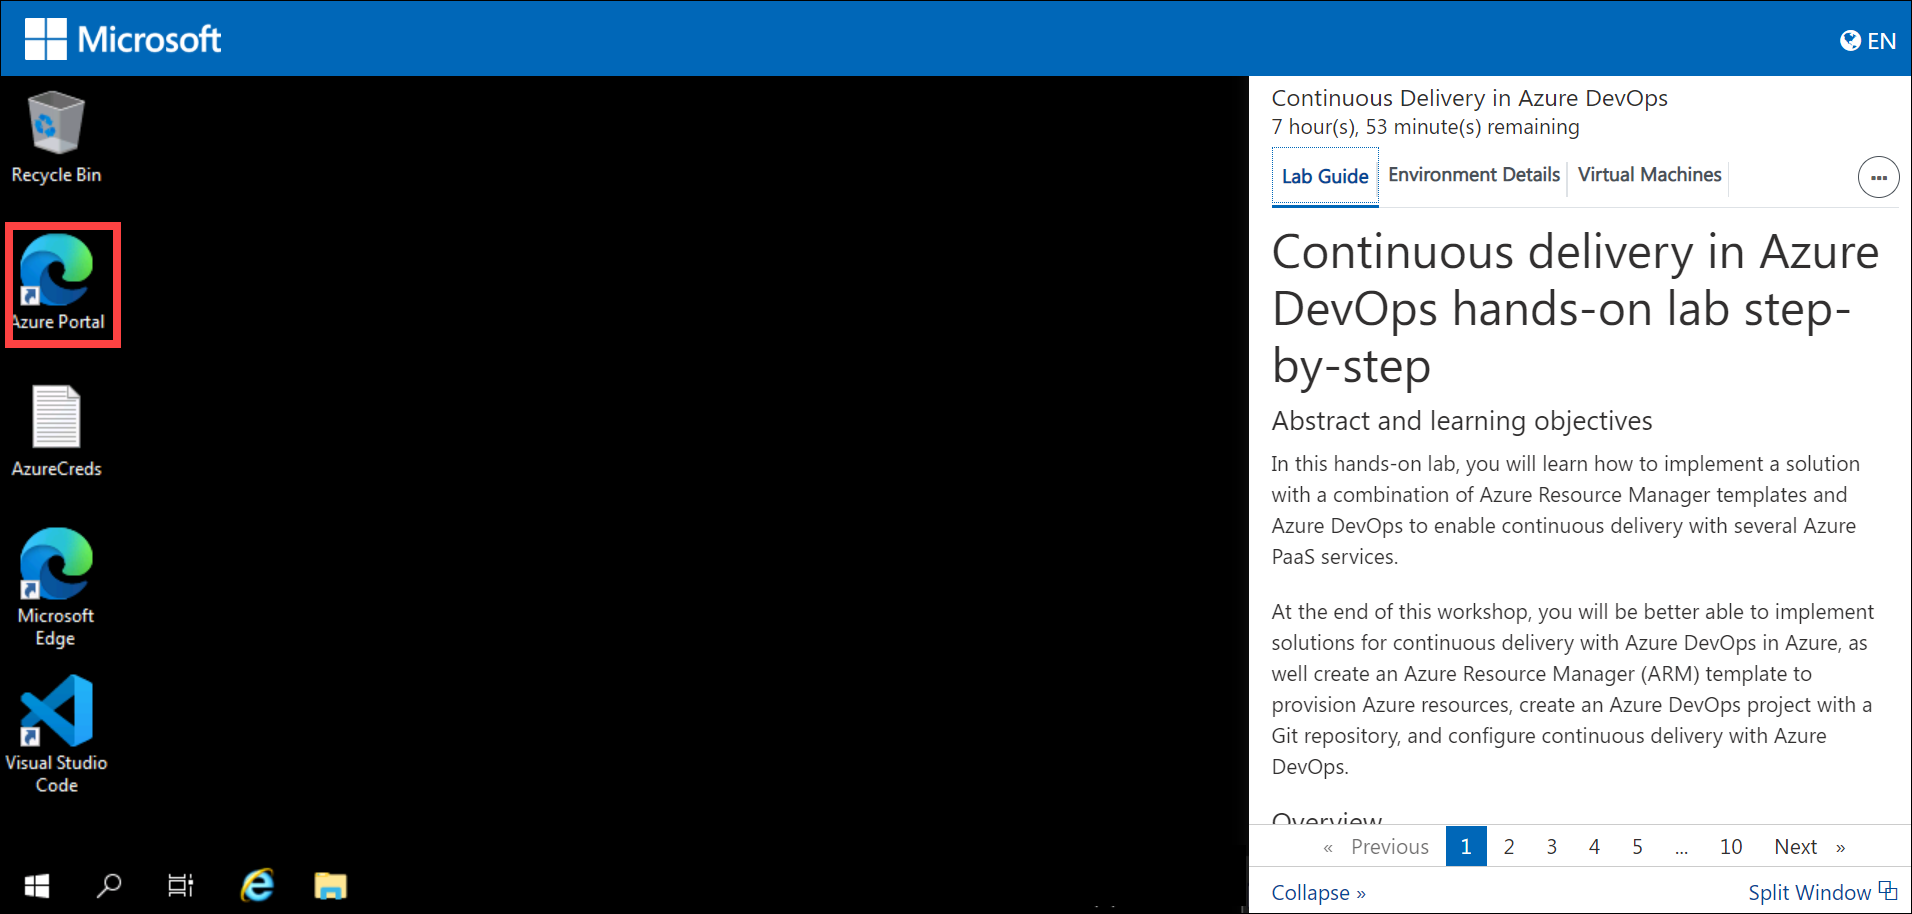 Microsoft
EN
Recycle Bin
Azure Portal
AzureCreds
Microsoft
Edge
Visual Studio
Code
Continuous Delivery in Azure DevOps
7 hour(s), 53 minute(s) remaining
Lab Guide
Environment Details
Virtual Machines
...
Continuous delivery in Azure
DevOps hands-on lab step-
by-step
Abstract and learning objectives
In this hands-on lab, you will learn how to implement a solution
with a combination of Azure Resource Manager templates and
Azure DevOps to enable continuous delivery with several Azure
PaaS services.
At the end of this workshop, you will be better able to implement
solutions for continuous delivery with Azure DevOps in Azure, as
well create an Azure Resource Manager (ARM) template to
provision Azure resources, create an Azure DevOps project with a
Git repository, and configure continuous delivery with Azure
DevOps.
Overview
« Previous 1 2 3 4 5 ... 10 Next »
Collapse »
Split Window